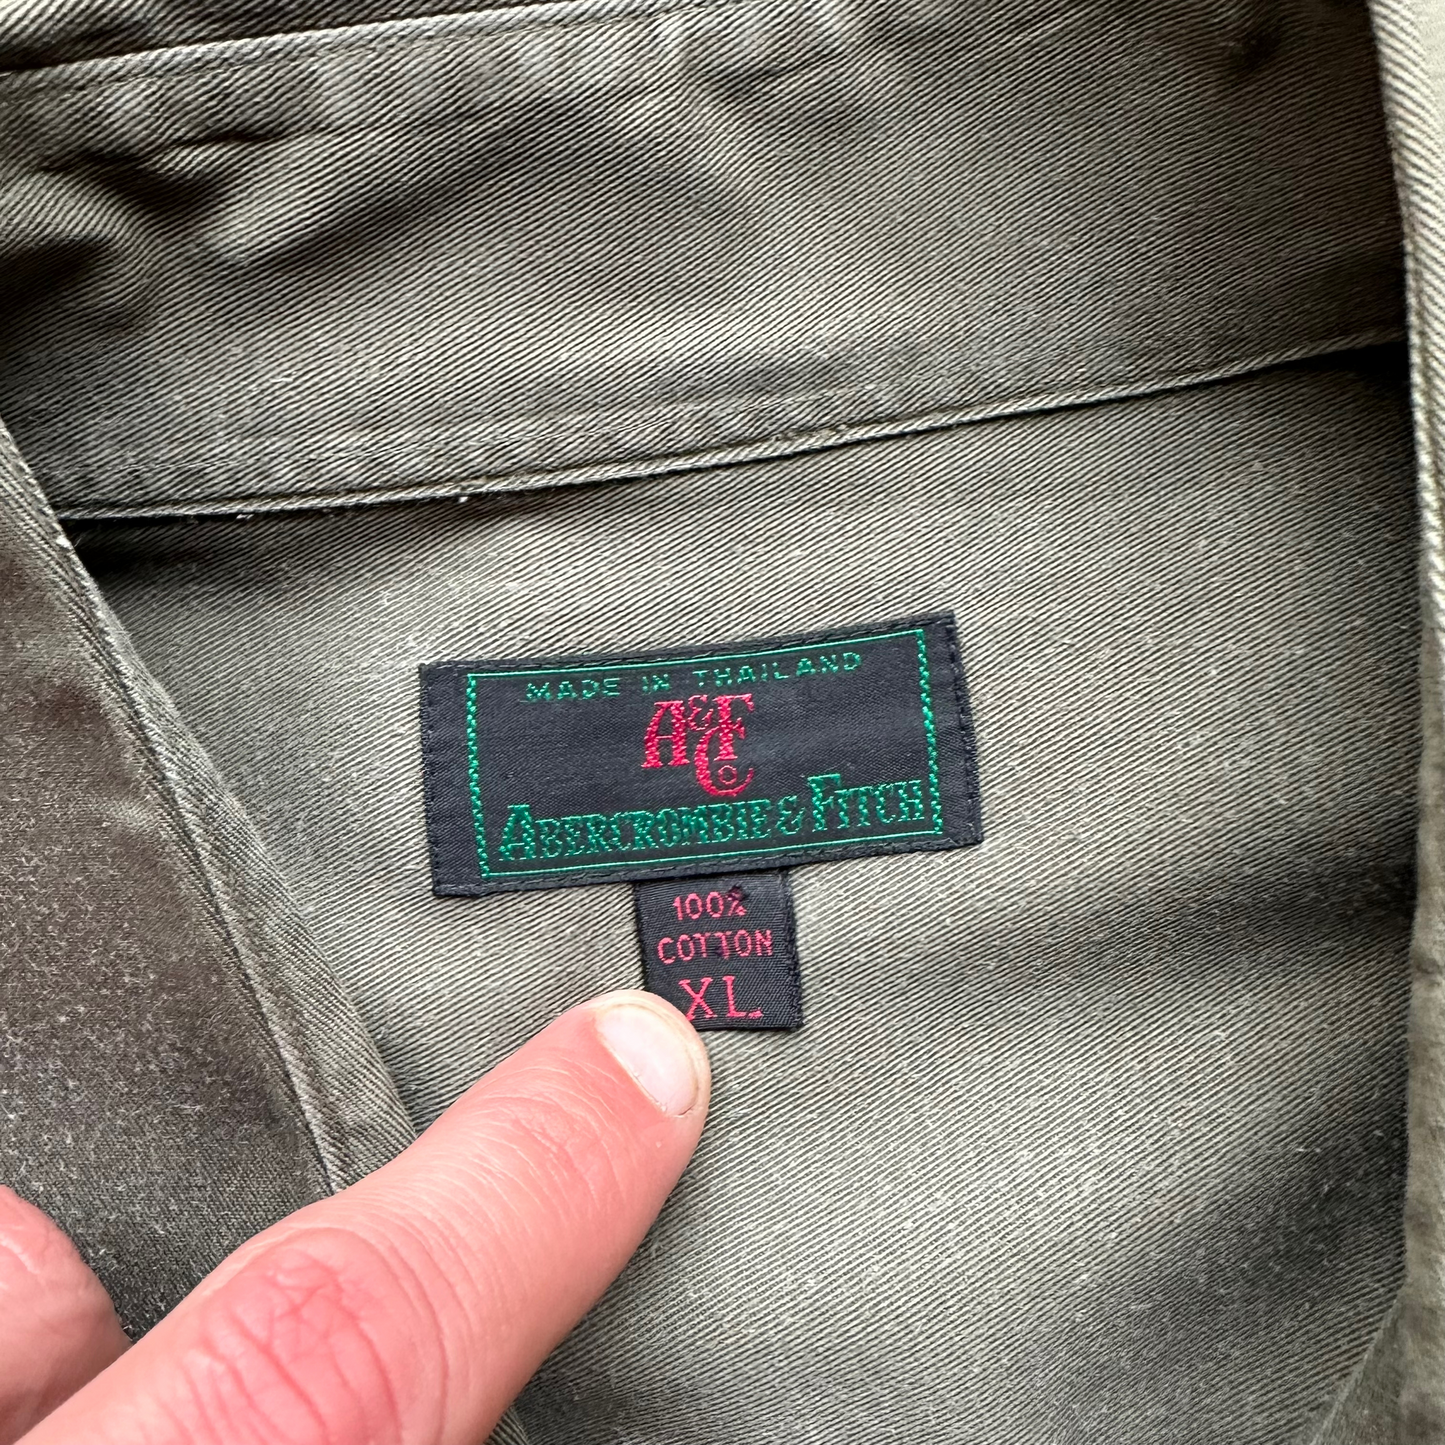 MADE IN THAILAND
A&F Co
ABERCROMBIE & FITCH
100%
COTTON
XL